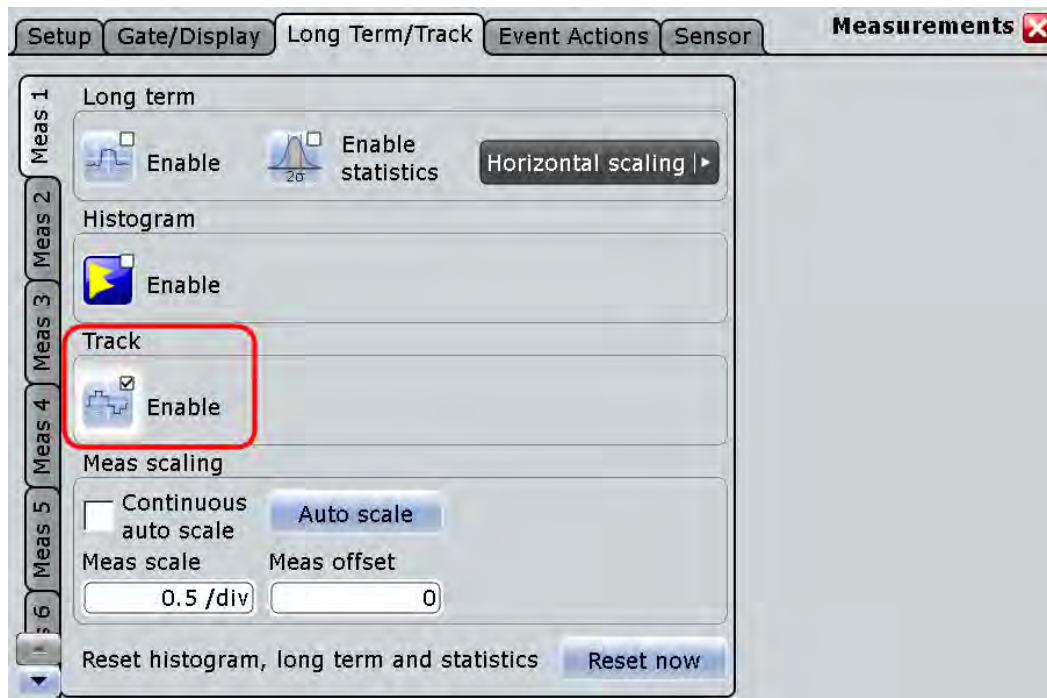 Setup Gate/Display Long Term/Track Event Actions Sensor Measurements
Meas 1
Meas 2
Meas 3
Meas 4
Meas 5
6
Long term
Enable
2σ
Enable
statistics
Horizontal scaling
Histogram
Enable
Track
Enable
Meas scaling
Continuous
auto scale
Auto scale
Meas scale Meas offset
0.5 /div 0
Reset histogram, long term and statistics Reset now